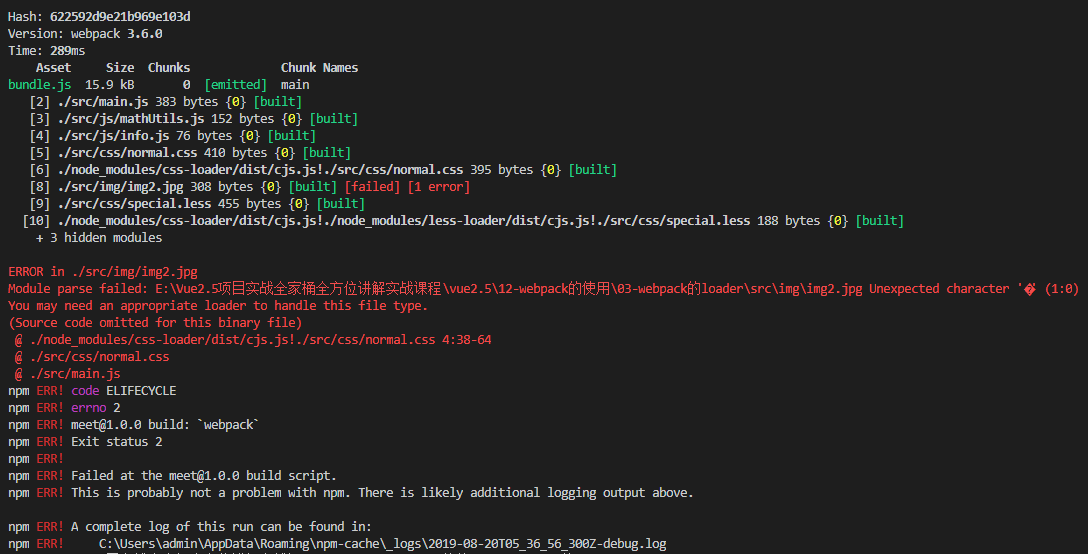 Hash: 622592d9e21b969e103d
Version: webpack 3.6.0
Time: 289ms
Asset Size Chunks Chunk Names
bundle.js 15.9 kB 0 [emitted] main
[2] ./src/main.js 383 bytes {0} [built]
[3] ./src/js/mathUtils.js 152 bytes {0} [built]
[4] ./src/js/info.js 76 bytes {0} [built]
[5] ./src/css/normal.css 410 bytes {0} [built]
[6] ./node_modules/css-loader/dist/cjs.js!./src/css/normal.css 395 bytes {0} [built]
[8] ./src/img/img2.jpg 308 bytes {0} [built] [failed] [1 error]
[9] ./src/css/special.less 455 bytes {0} [built]
[10] ./node_modules/css-loader/dist/cjs.js!./node_modules/less-loader/dist/cjs.js!./src/css/special.less 188 bytes {0} [built]
+ 3 hidden modules
ERROR in ./src/img/img2.jpg
Module parse failed: E:\Vue2.5项目实战全家桶全方位讲解实战课程\vue2.5\12-webpack的使用\03-webpack的loader\src\img\img2.jpg Unexpected character '�' (1:0)
You may need an appropriate loader to handle this file type.
(Source code omitted for this binary file)
@ ./node_modules/css-loader/dist/cjs.js!./src/css/normal.css 4:38-64
@ ./src/css/normal.css
@ ./src/main.js
npm ERR! code ELIFECYCLE
npm ERR! errno 2
npm ERR! meet@1.0.0 build: `webpack`
npm ERR! Exit status 2
npm ERR!
npm ERR! Failed at the meet@1.0.0 build script.
npm ERR! This is probably not a problem with npm. There is likely additional logging output above.
npm ERR! A complete log of this run can be found in:
npm ERR! C:\Users\admin\AppData\Roaming\npm-cache\_logs\2019-08-20T05_36_56_300Z-debug.log